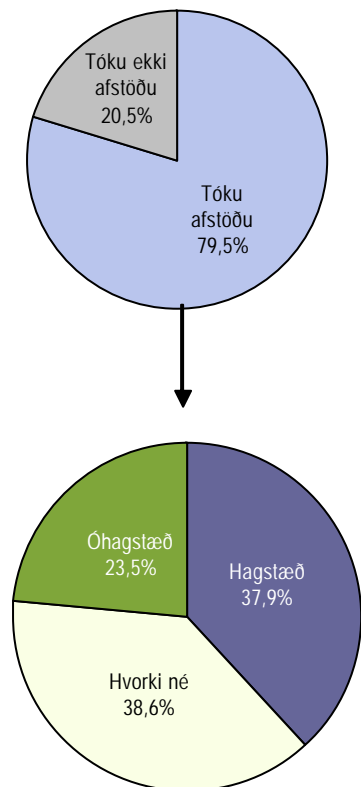 Tóku ekki
afstöðu
20,5%
Tóku
afstöðu
79,5%
Óhagstæð
23,5%
Hagstæð
37,9%
Hvorki né
38,6%